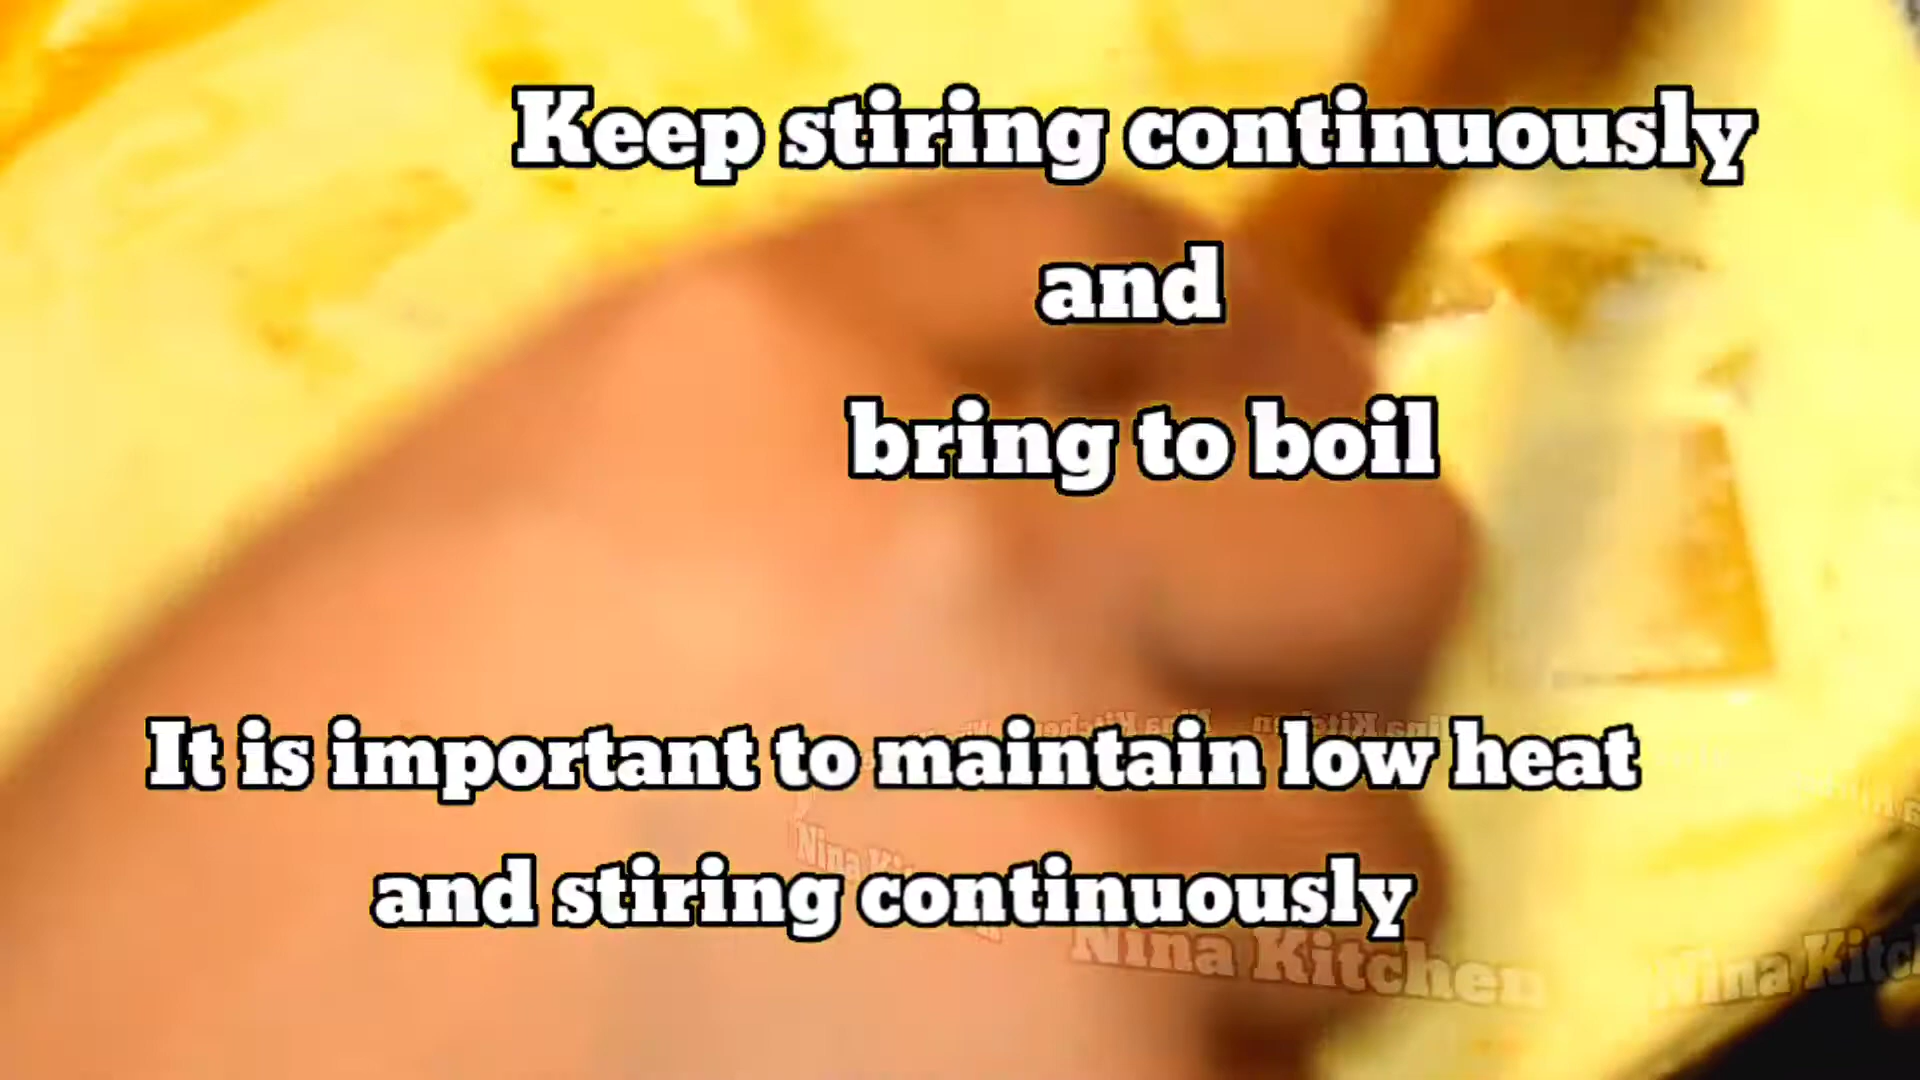 Keep stiring continuously
and
bring to boil
It is important to maintain low heat
and stiring continuously
Nina Kitchen